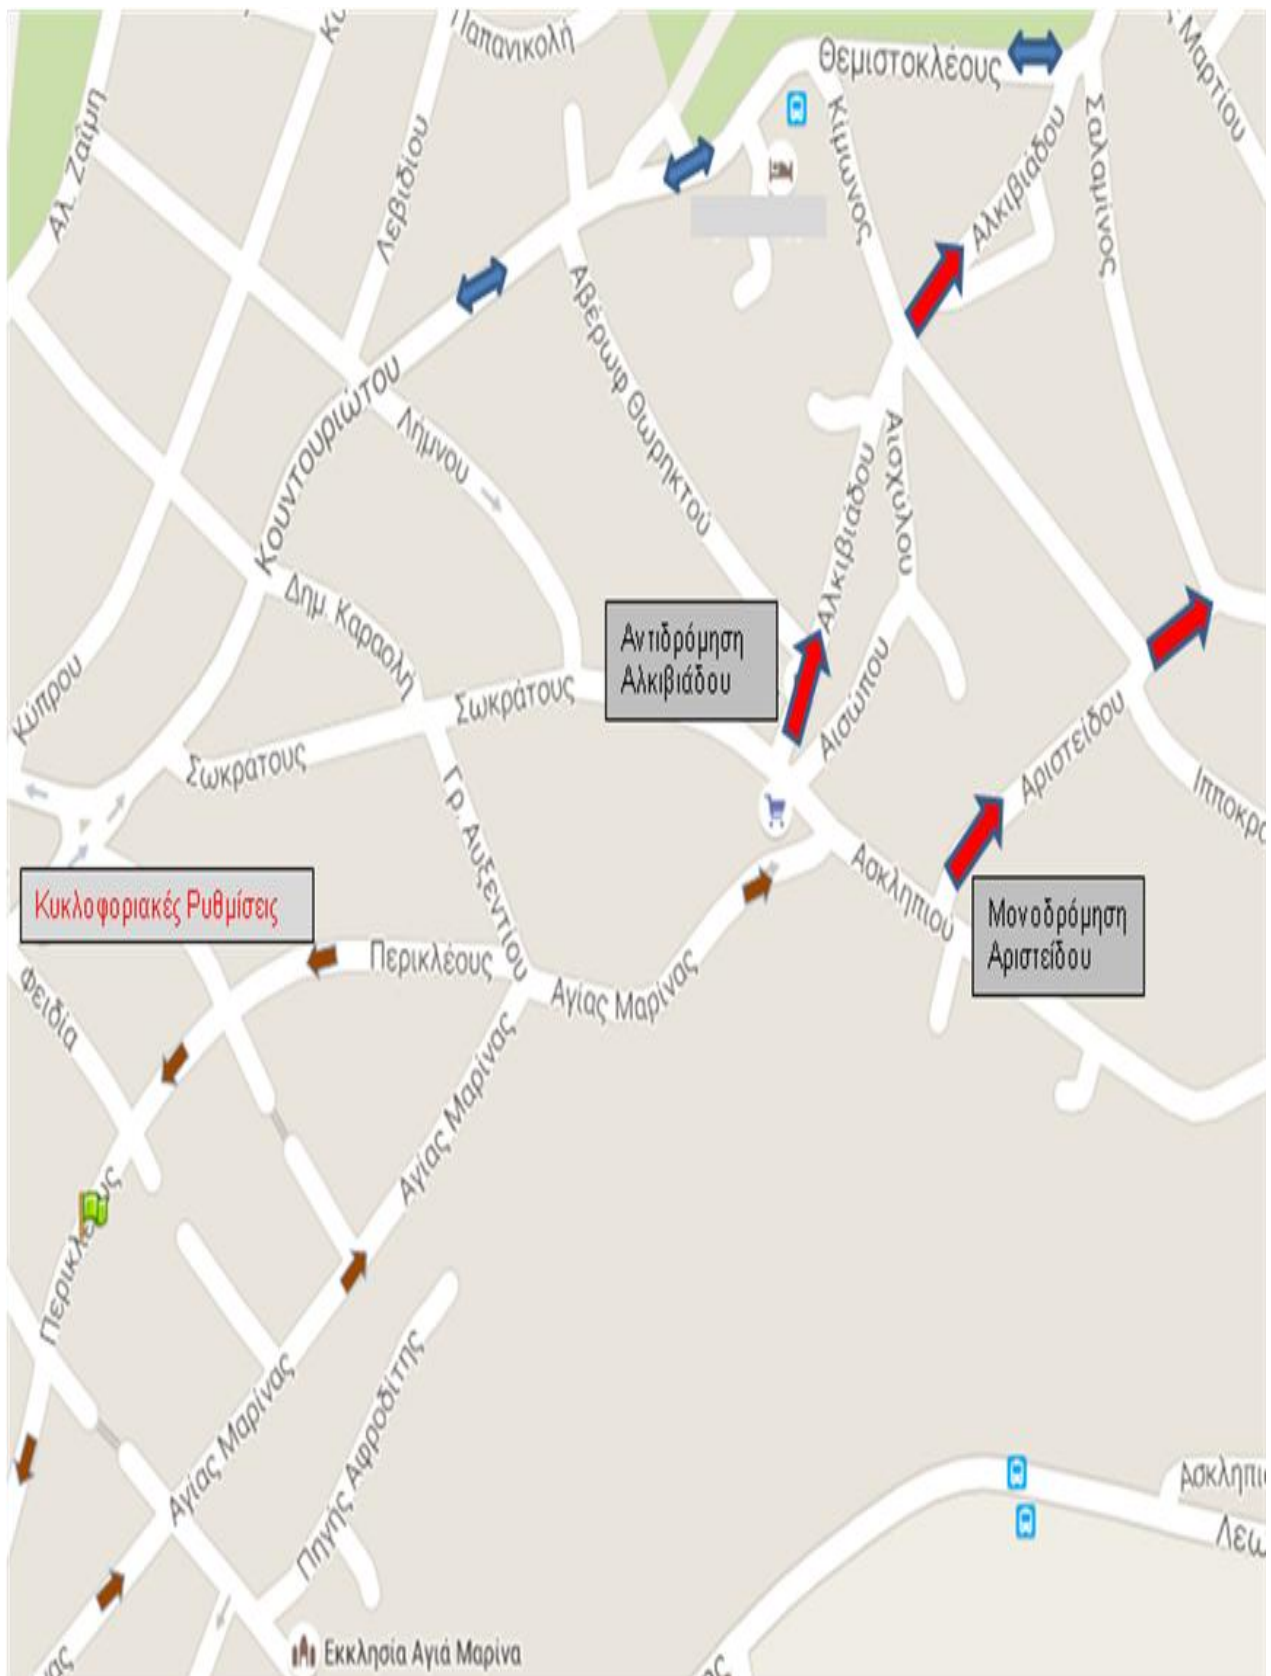 Παπανικολή
Θεμιστοκλέους
Μαρτίου
Αλ. Ζαΐμη
Λεβιδίου
Κίμωνος
Αλκιβιάδου
Σαλαμίνος
Αβέρωφ Θωρηκτού
Κουντουριώτου
Λήμνου
Αλκιβιάδου
Αισχύλου
Δημ. Καραολή
Αντιδρόμηση
Αλκιβιάδου
Κύπρου
Σωκράτους
Σωκράτους
Αισώπου
Αριστείδου
Ιπποκρα
Γρ. Αυξεντίου
Ασκληπιού
Κυκλοφοριακές Ρυθμίσεις
Μονοδρόμηση
Αριστείδου
Περικλέους
Αγίας Μαρίνας
Φειδία
Αγίας Μαρίνας
Περικλέους
Αγίας Μαρίνας
Πηγής Αφροδίτης
Ασκληπι
Λεω
Εκκλησία Αγιά Μαρίνα